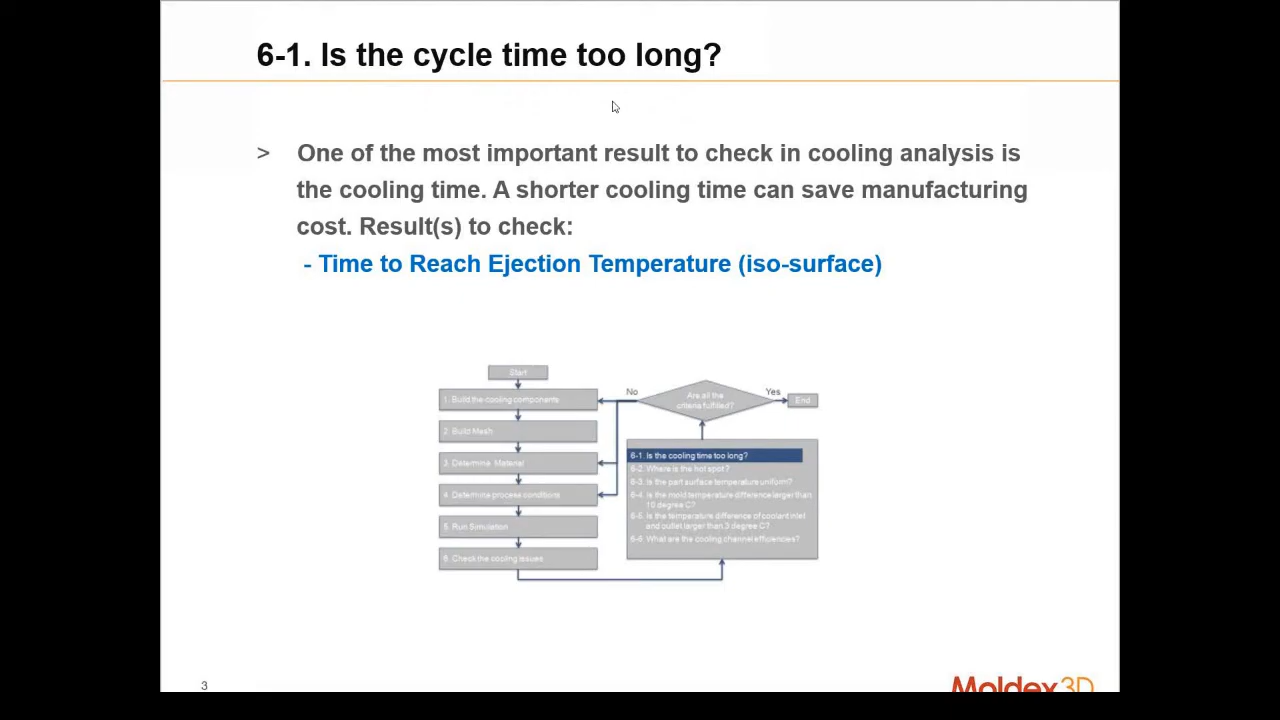 6-1. Is the cycle time too long?
> One of the most important result to check in cooling analysis is
the cooling time. A shorter cooling time can save manufacturing
cost. Result(s) to check:
- Time to Reach Ejection Temperature (iso-surface)
Start
1. Build the cooling components
2. Build Mesh
3. Determine Material
4. Determine process conditions
5. Run Simulation
6. Check the cooling issues
No
Are all the
criteria fulfilled?
Yes
End
6-1. Is the cooling time too long?
6-2. Where is the hot spot?
6-3. Is the part surface temperature uniform?
6-4. Is the mold temperature difference larger than
10 degree C?
6-5. Is the temperature difference of coolant inlet
and outlet larger than 3 degree C?
6-6 What are the cooling channel efficiencies?
3
Moldex3D